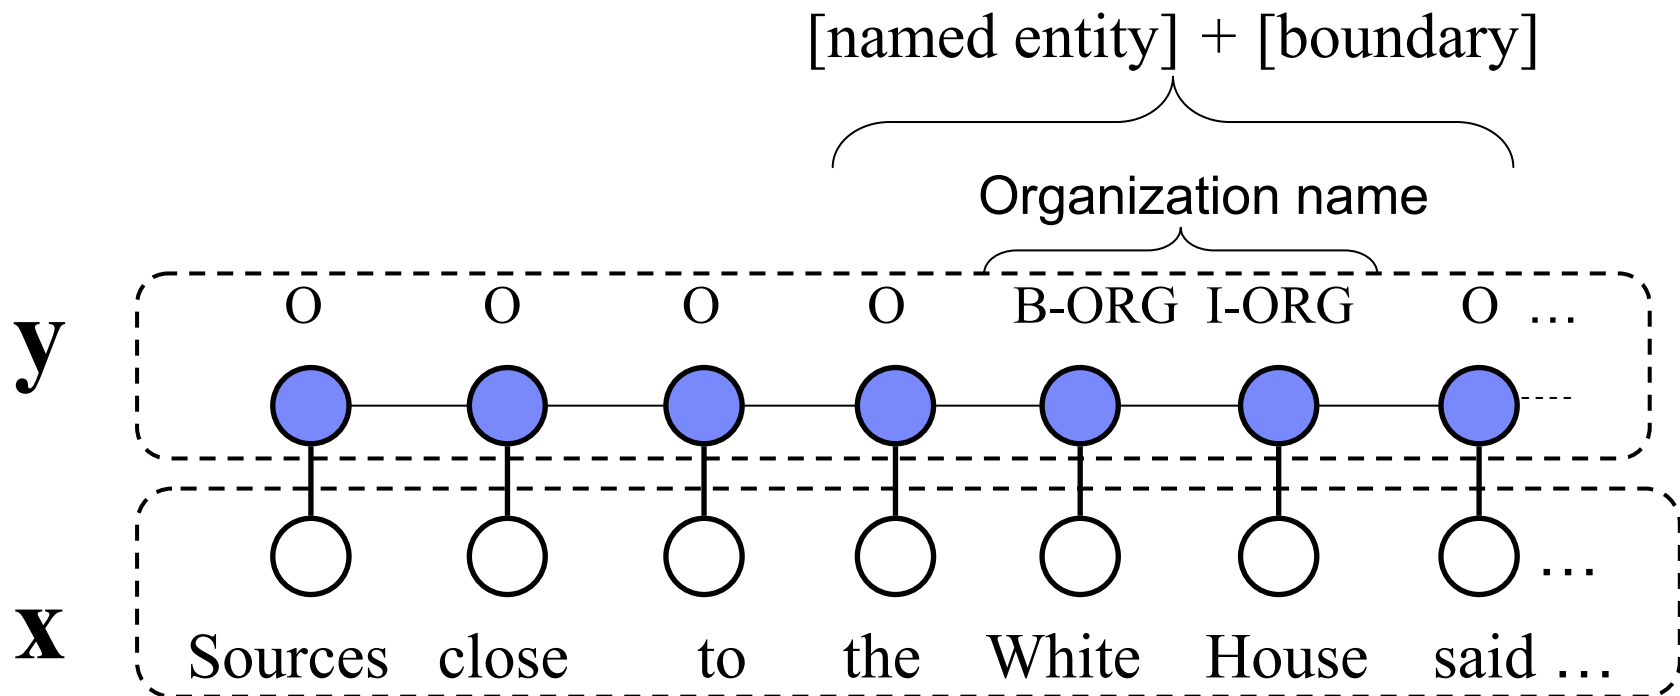 [named entity] + [boundary]
Organization name
y
O O O O B-ORG I-ORG O …
…
x
Sources close to the White House said …